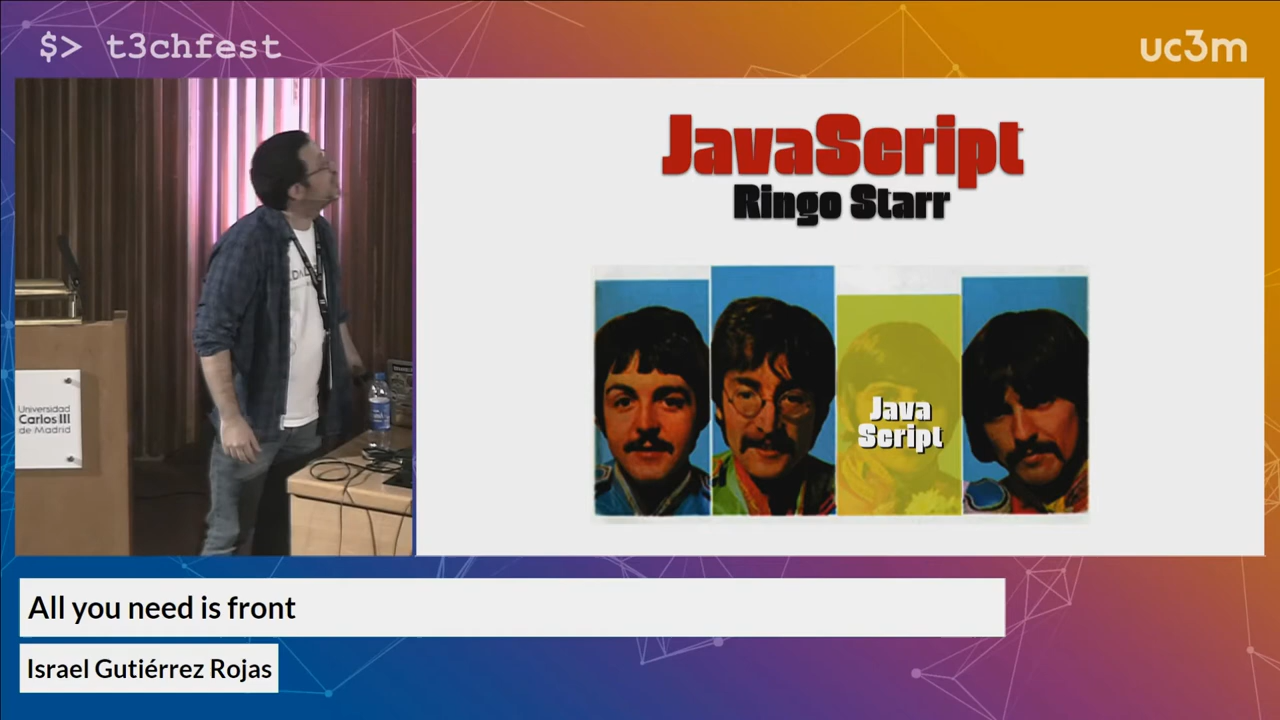 $> t3chfest
uc3m
JavaScript
Ringo Starr
Java
Script
Universidad
Carlos III
de Madrid
All you need is front
Israel Gutiérrez Rojas